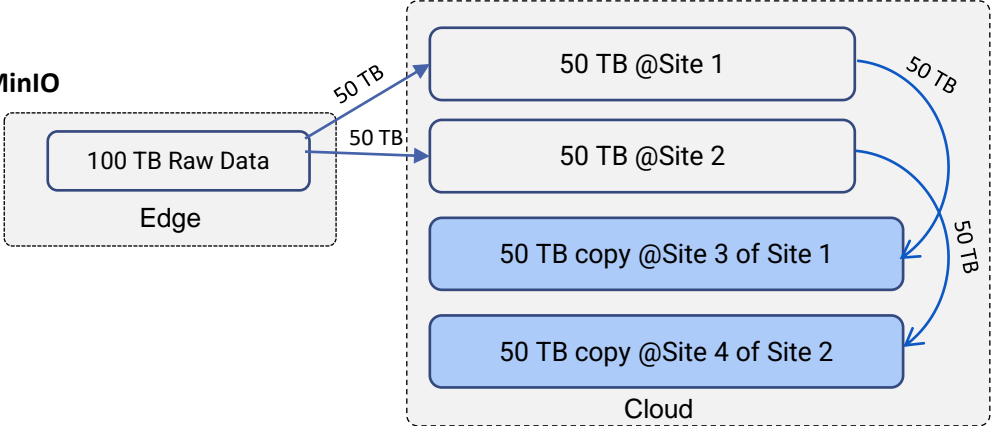 MinIO
50 TB @Site 1
50 TB
50 TB
100 TB Raw Data
50 TB
50 TB @Site 2
Edge
50 TB copy @Site 3 of Site 1
50 TB
50 TB copy @Site 4 of Site 2
Cloud